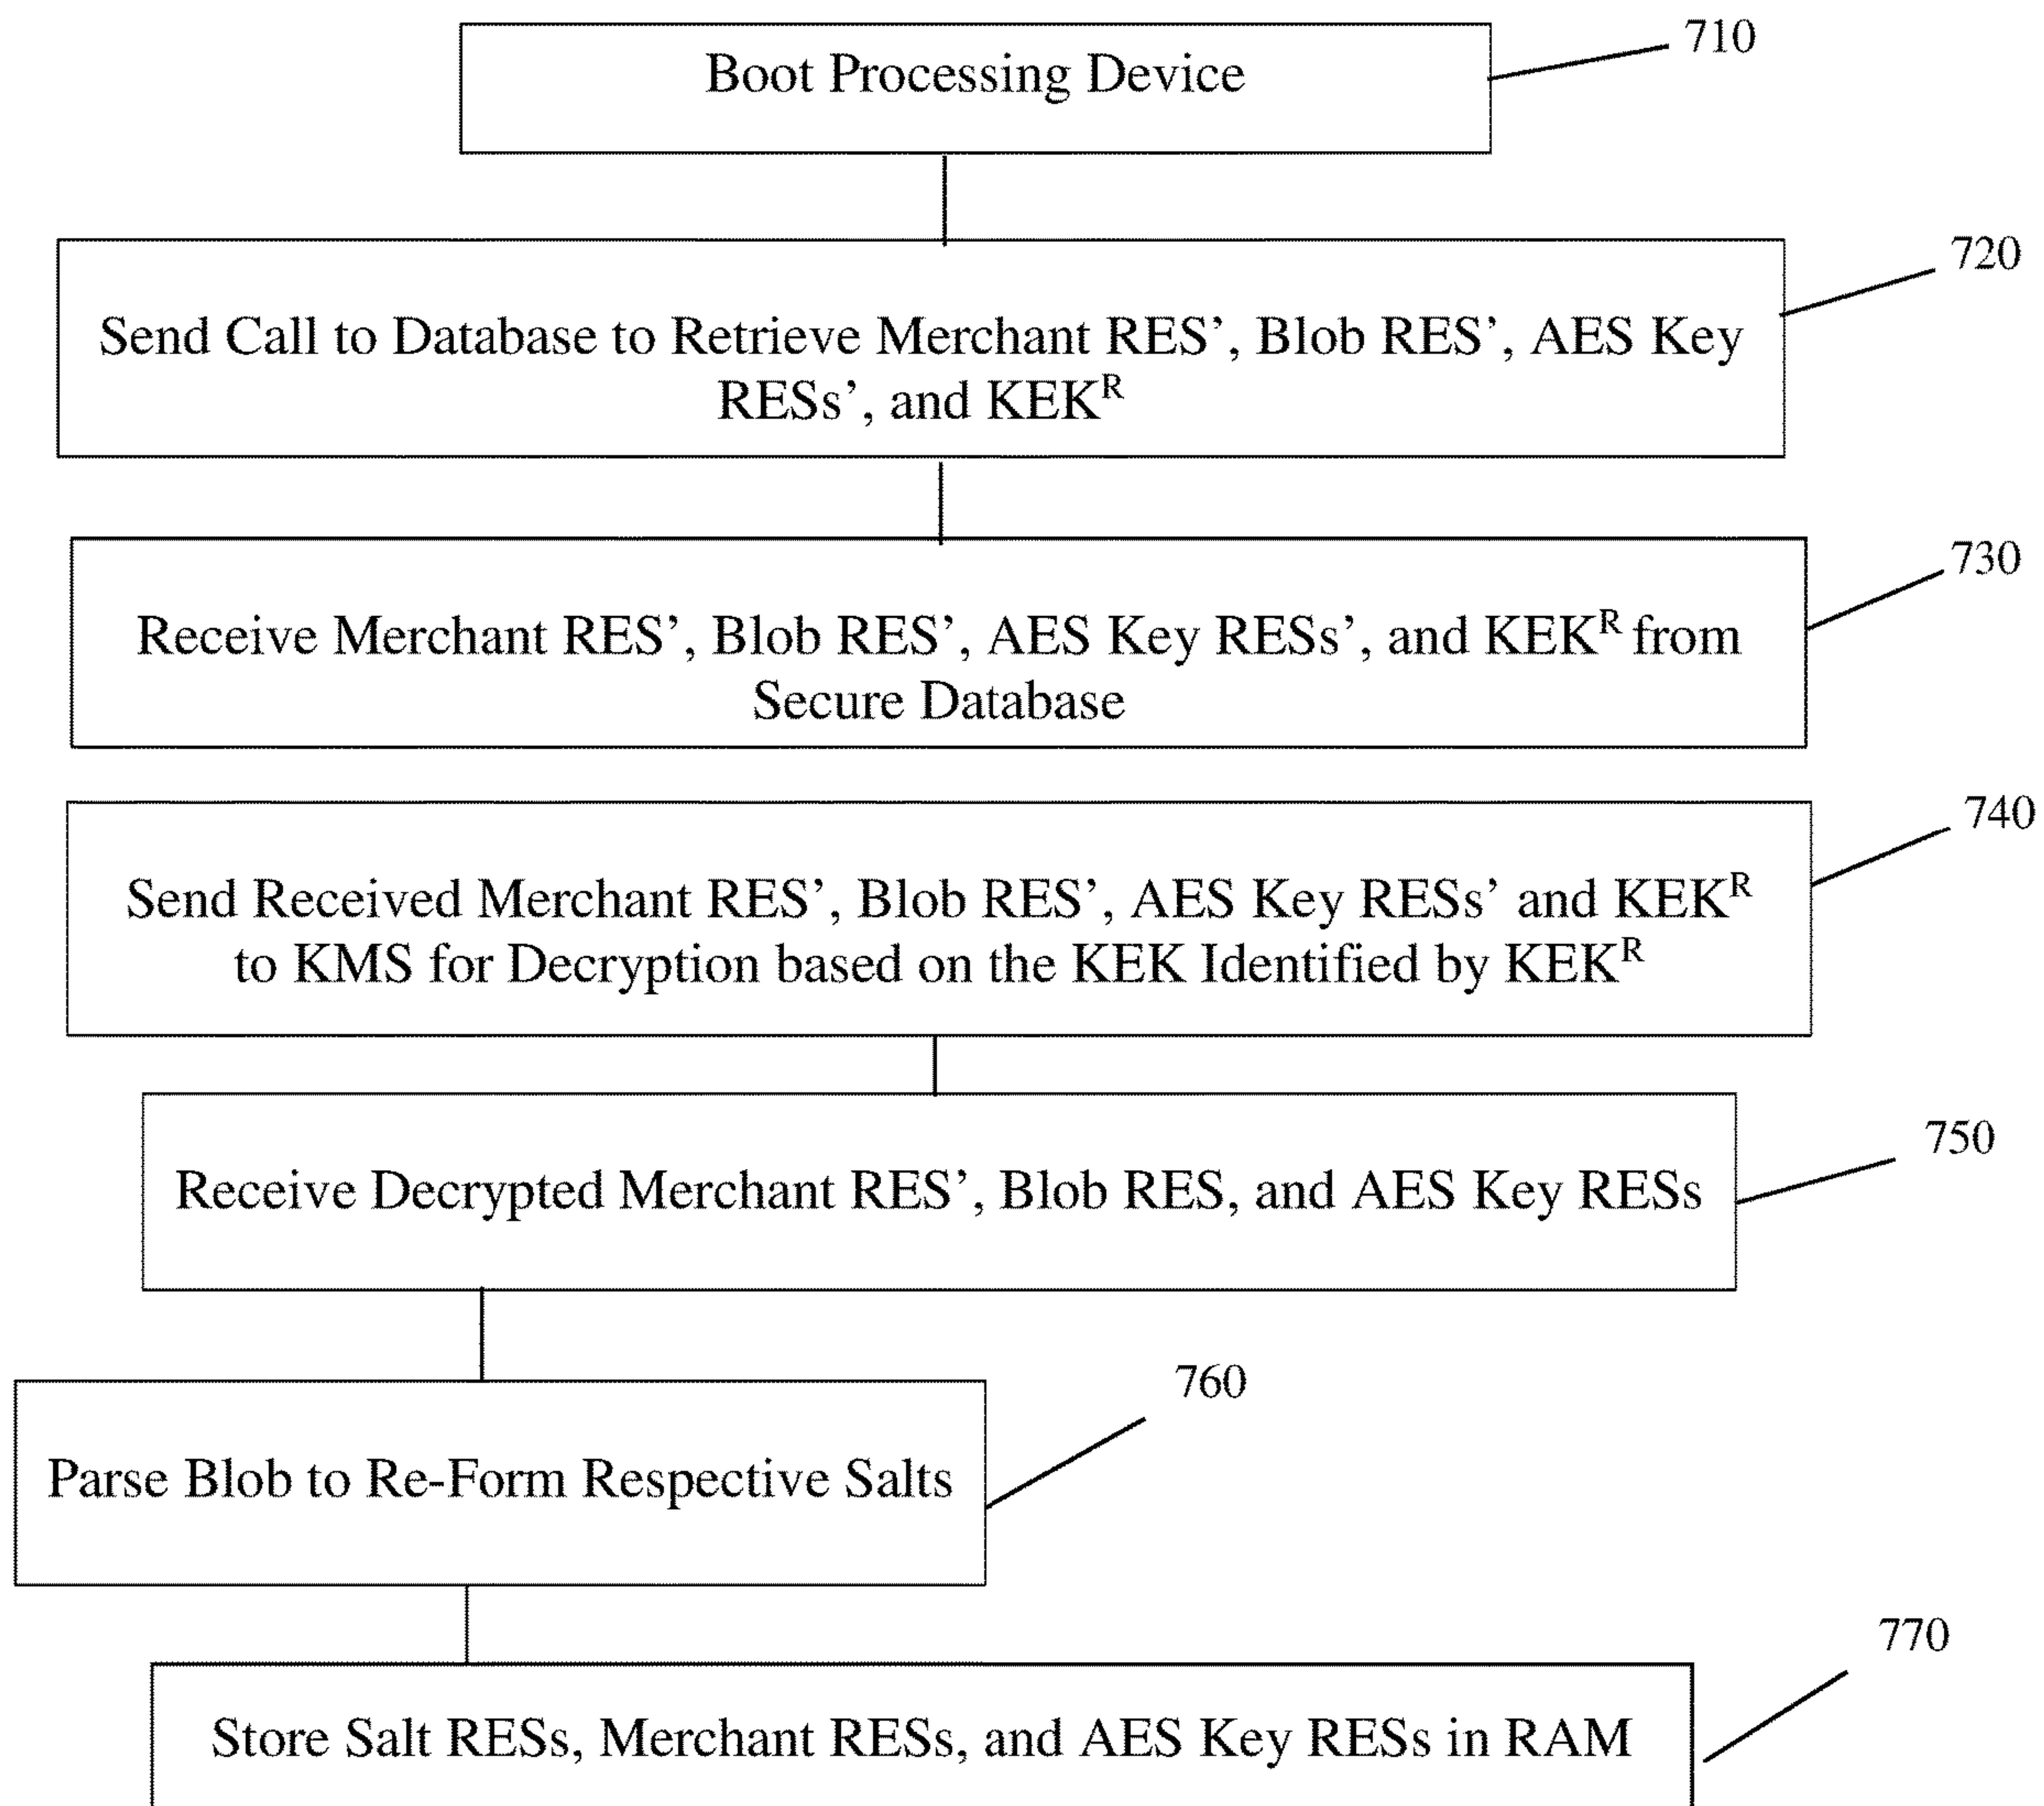 Boot Processing Device
710
Send Call to Database to Retrieve Merchant RES’, Blob RES’, AES Key
RESs’, and KEKᴿ
720
Receive Merchant RES’, Blob RES’, AES Key RESs’, and KEKᴿ from
Secure Database
730
Send Received Merchant RES’, Blob RES’, AES Key RESs’ and KEKᴿ
to KMS for Decryption based on the KEK Identified by KEKᴿ
740
Receive Decrypted Merchant RES’, Blob RES, and AES Key RESs
750
Parse Blob to Re-Form Respective Salts
760
Store Salt RESs, Merchant RESs, and AES Key RESs in RAM
770